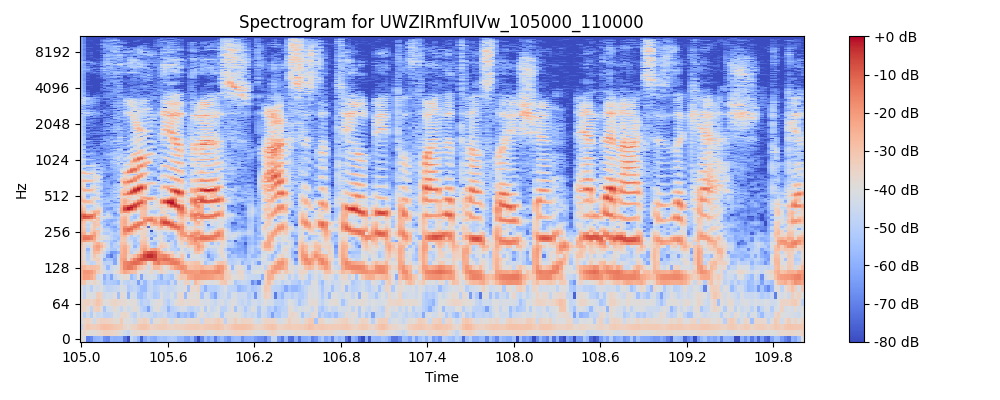 Spectrogram for UWZIRmfUIVw_105000_110000
8192
4096
2048
1024
512
256
128
64
0
Hz
105.0 105.6 106.2 106.8 107.4 108.0 108.6 109.2 109.8
Time
+0 dB
-10 dB
-20 dB
-30 dB
-40 dB
-50 dB
-60 dB
-70 dB
-80 dB